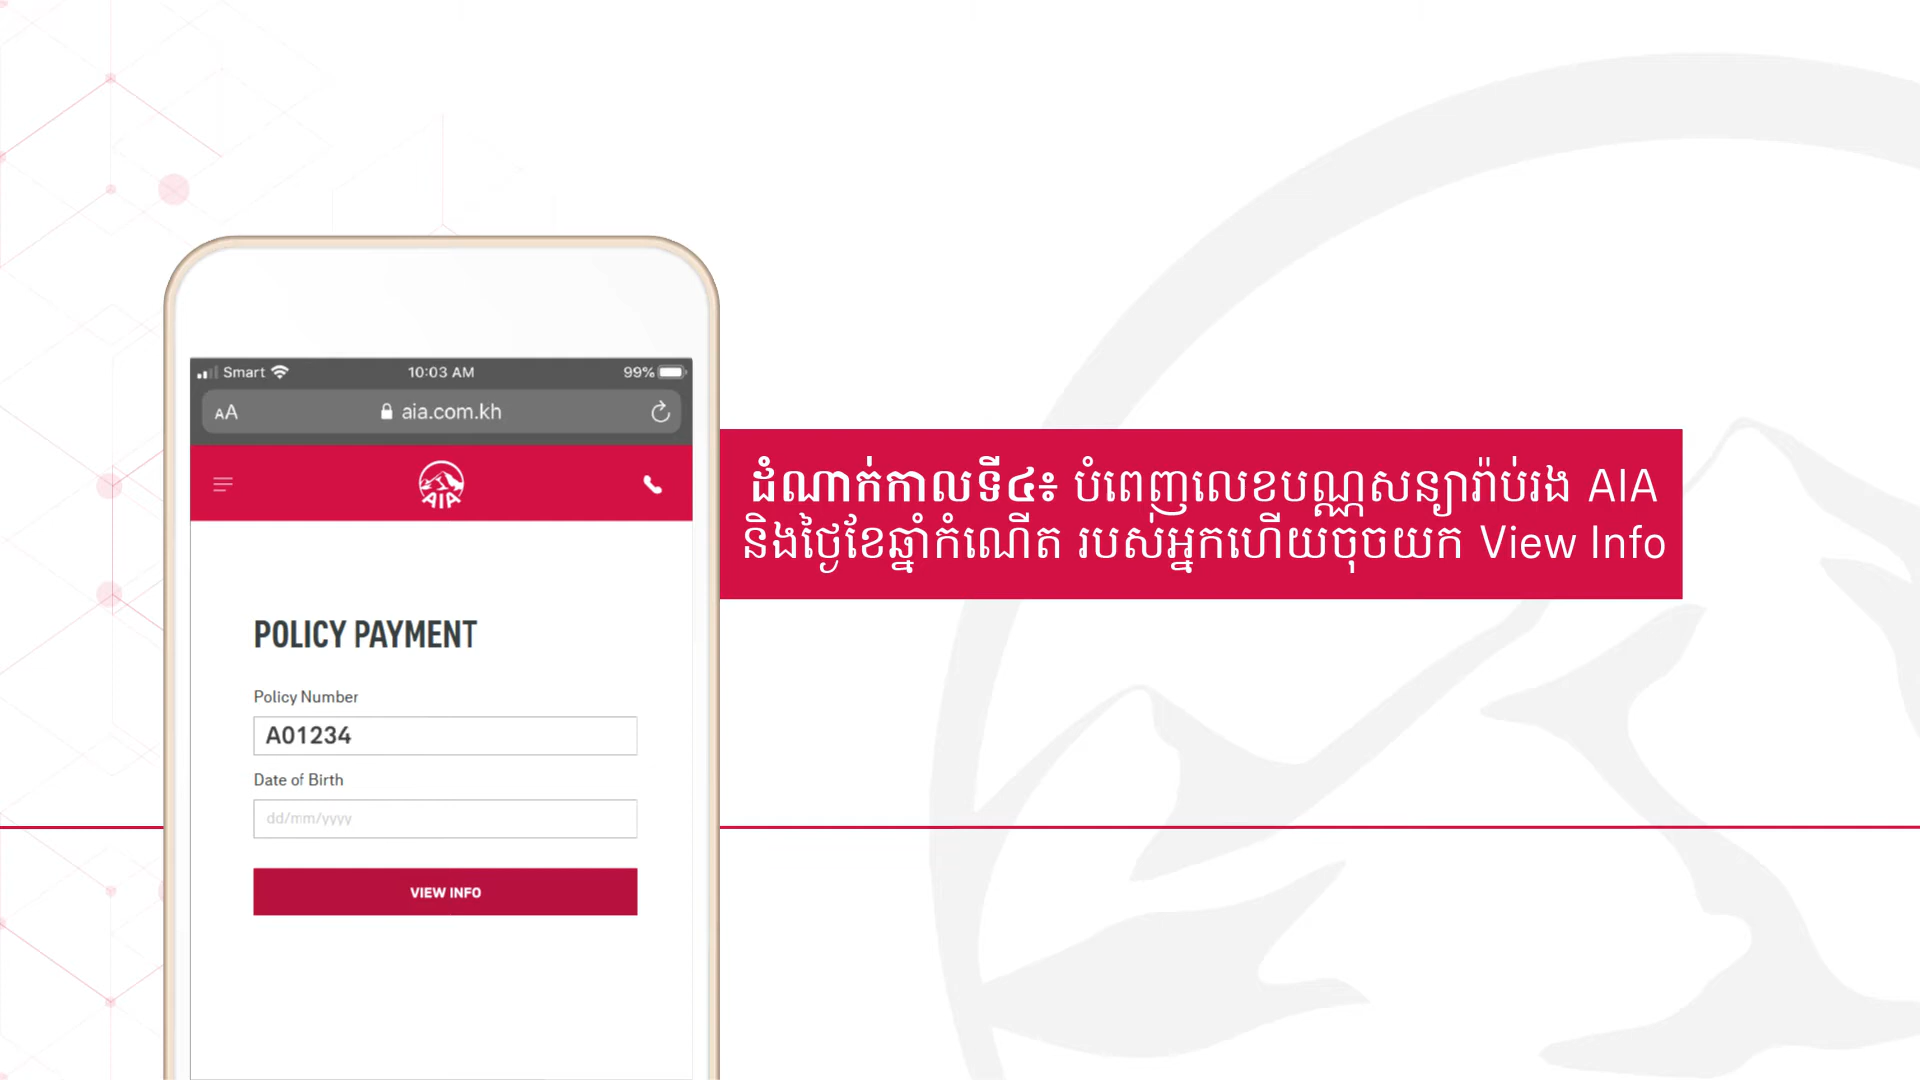 Smart 10:03 AM 99%
AA aia.com.kh
AIA
ដំណាក់កាលទី៤៖ បំពេញលេខបណ្ណសន្យារ៉ាប់រង AIA
និងថ្ងៃខែឆ្នាំកំណើត របស់អ្នកហើយចុចយក View Info
POLICY PAYMENT
Policy Number
A01234
Date of Birth
dd/mm/yyyy
VIEW INFO